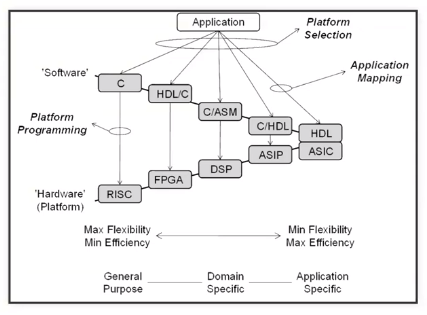 Application
Platform
Selection
'Software'
C
HDL/C
C/ASM
C/HDL
HDL
Application
Mapping
Platform
Programming
'Hardware'
(Platform)
RISC
FPGA
DSP
ASIP
ASIC
Max Flexibility
Min Efficiency
Min Flexibility
Max Efficiency
General
Purpose
Domain
Specific
Application
Specific